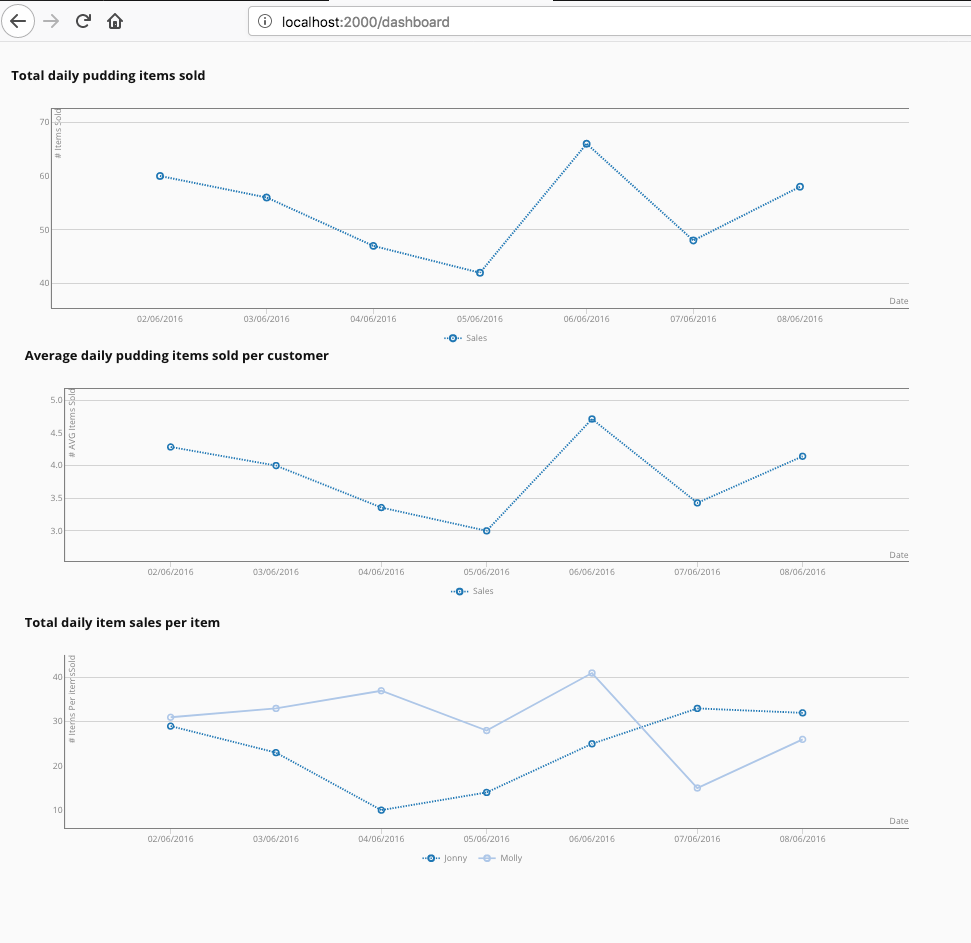 localhost:2000/dashboard
Total daily pudding items sold
# Items Sold
70
60
50
40
Date
02/06/2016 03/06/2016 04/06/2016 05/06/2016 06/06/2016 07/06/2016 08/06/2016
Sales
Average daily pudding items sold per customer
# AVG Items Sold
5.0
4.5
4.0
3.5
3.0
Date
02/06/2016 03/06/2016 04/06/2016 05/06/2016 06/06/2016 07/06/2016 08/06/2016
Sales
Total daily item sales per item
# Items Per itemsSold
40
30
20
10
Date
02/06/2016 03/06/2016 04/06/2016 05/06/2016 06/06/2016 07/06/2016 08/06/2016
Jonny Molly